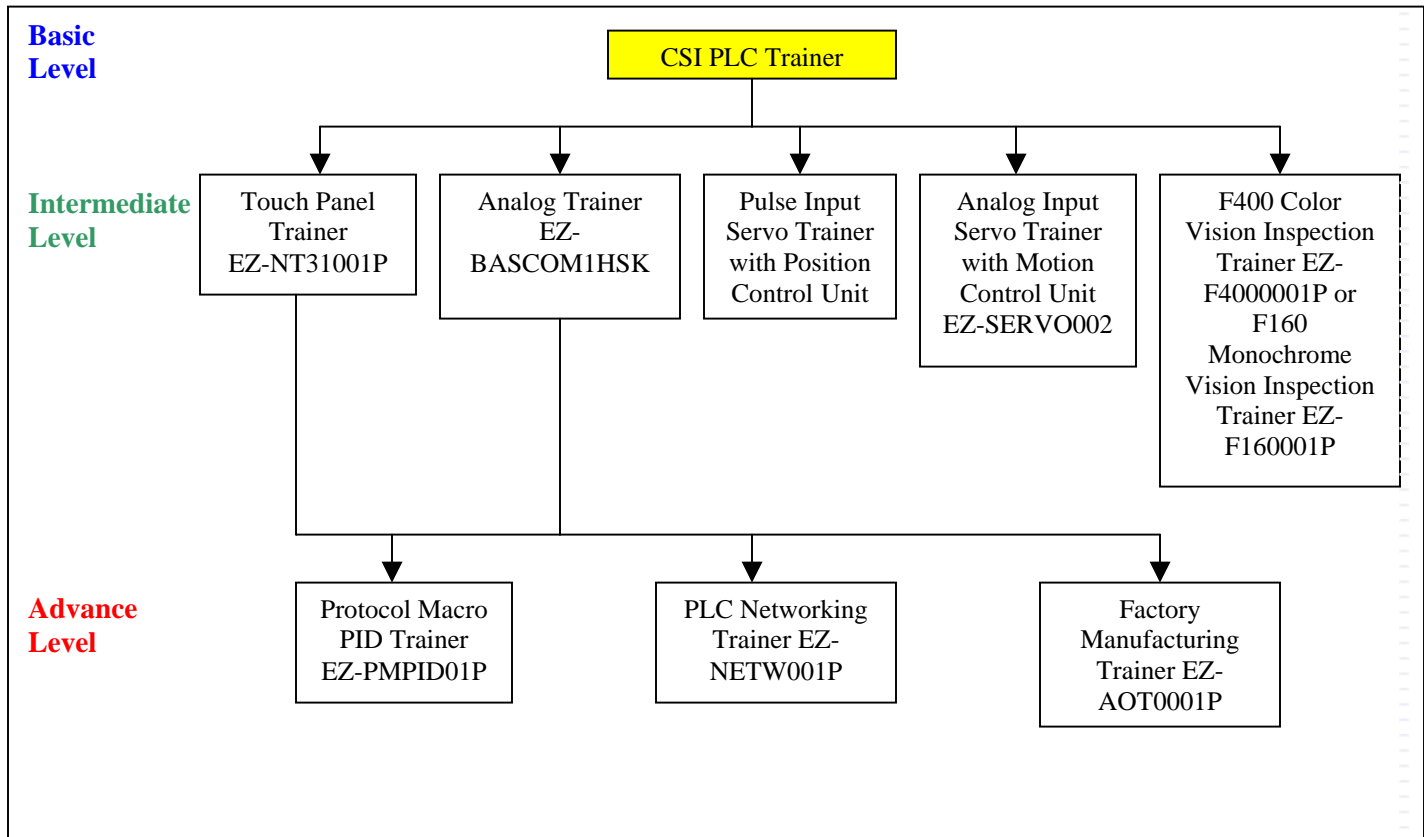 Basic
Level
CSI PLC Trainer
Intermediate
Level
Touch Panel
Trainer
EZ-NT31001P
Analog Trainer
EZ-
BASCOM1HSK
Pulse Input
Servo Trainer
with Position
Control Unit
Analog Input
Servo Trainer
with Motion
Control Unit
EZ-SERVO002
F400 Color
Vision Inspection
Trainer EZ-
F4000001P or
F160
Monochrome
Vision Inspection
Trainer EZ-
F160001P
Advance
Level
Protocol Macro
PID Trainer
EZ-PMPID01P
PLC Networking
Trainer EZ-
NETW001P
Factory
Manufacturing
Trainer EZ-
AOT0001P